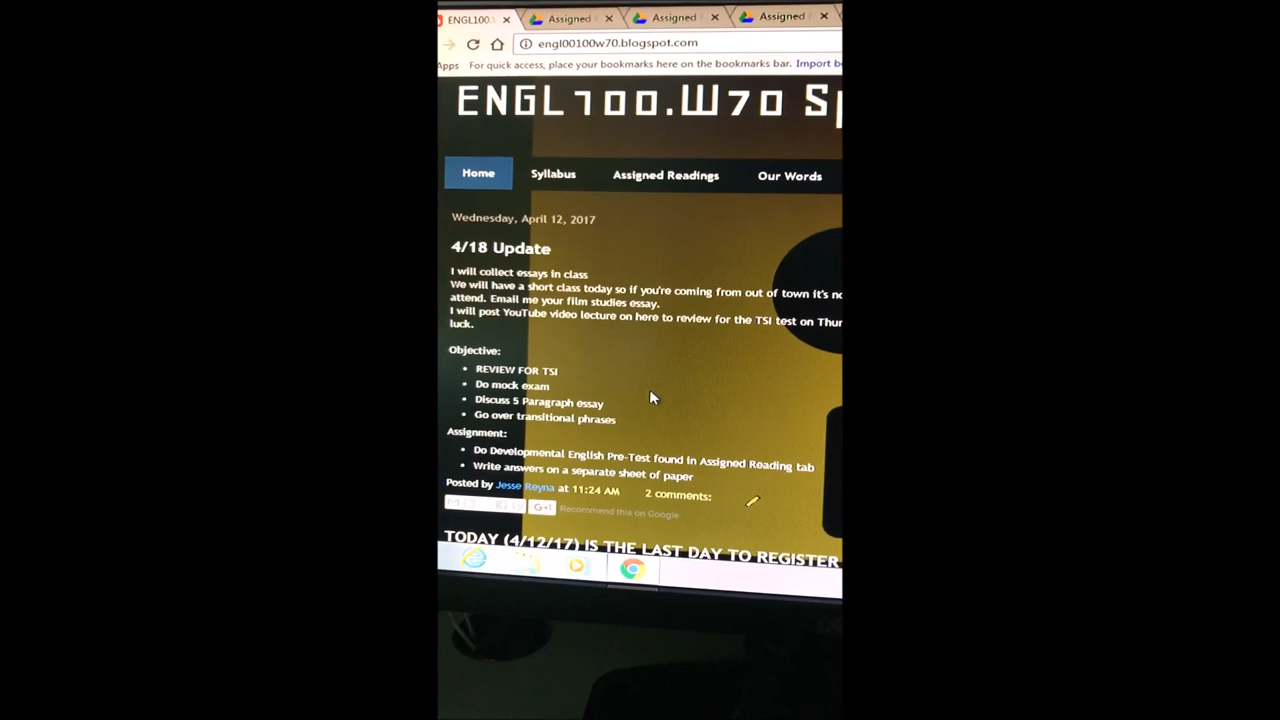 ENGL100. Assigned Assigned Assigned
engl00100w70.blogspot.com
Apps For quick access, place your bookmarks here on the bookmarks bar. Import
ENGL100.W70 Sp
Home Syllabus Assigned Readings Our Words
Wednesday, April 12, 2017
4/18 Update
I will collect essays in class
We will have a short class today so if you're coming from out of town it's
attend. Email me your film studies essay.
I will post YouTube video lecture on here to review for the TSI test on Thur
luck.
Objective:
REVIEW FOR TSI
Do mock exam
Discuss 5 Paragraph essay
Go over transitional phrases
Assignment:
Do Developmental English Pre-Test found in Assigned Reading tab
Write answers on a separate sheet of paper
Posted by Jesse Reyna at 11:24 AM 2 comments:
G+1 Recommend this on Google
TODAY (4/12/17) IS THE LAST DAY TO REGISTER